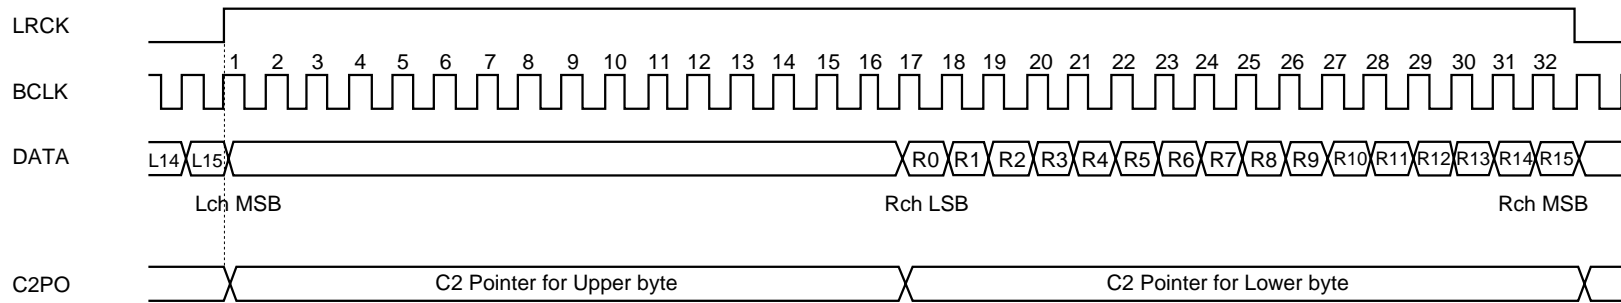 LRCK
1 2 3 4 5 6 7 8 9 10 11 12 13 14 15 16 17 18 19 20 21 22 23 24 25 26 27 28 29 30 31 32
BCLK
DATA L14 L15 R0 R1 R2 R3 R4 R5 R6 R7 R8 R9 R10 R11 R12 R13 R14 R15
Lch MSB Rch LSB Rch MSB
C2PO C2 Pointer for Upper byte C2 Pointer for Lower byte